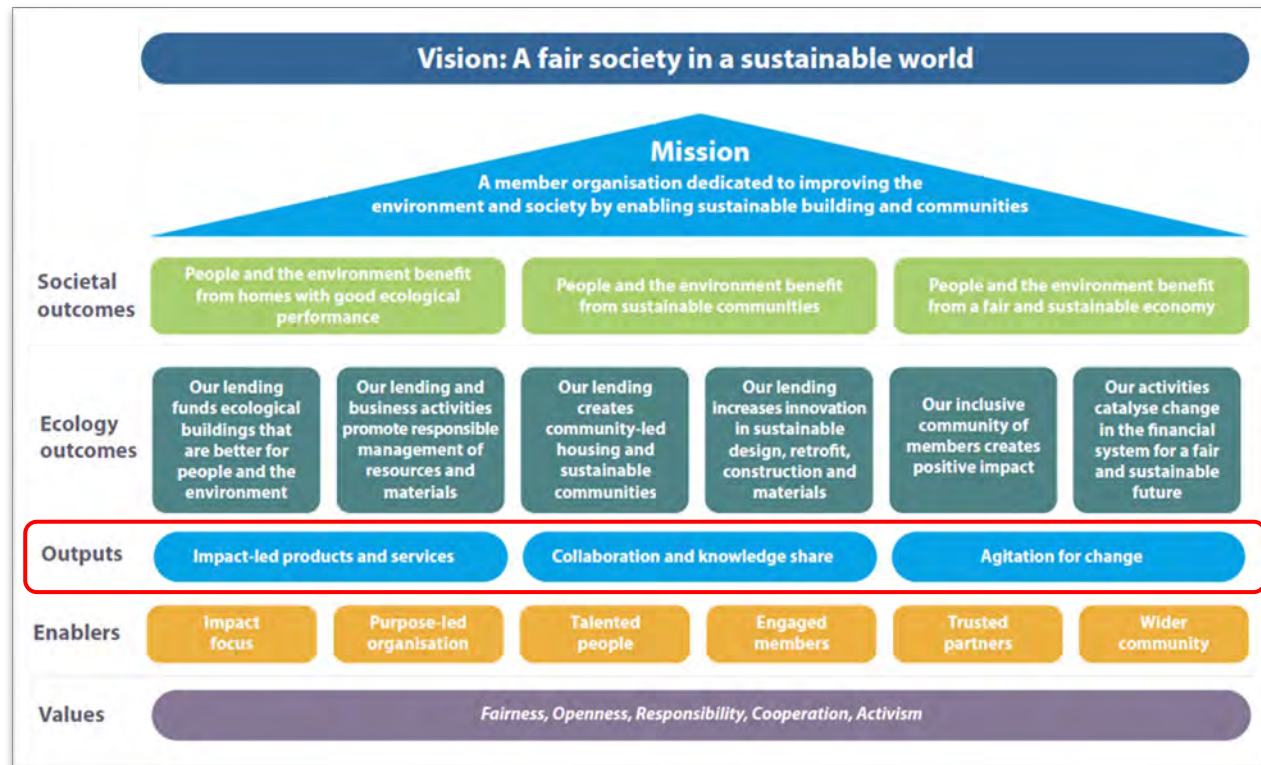 Vision: A fair society in a sustainable world
Mission
A member organisation dedicated to improving the
environment and society by enabling sustainable building and communities
Societal
outcomes
People and the environment benefit
from homes with good ecological
performance
People and the environment benefit
from sustainable communities
People and the environment benefit
from a fair and sustainable economy
Ecology
outcomes
Our lending
funds ecological
buildings that
are better for
people and the
environment
Our lending and
business activities
promote responsible
management of
resources and
materials
Our lending
creates
community-led
housing and
sustainable
communities
Our lending
increases innovation
in sustainable
design, retrofit,
construction and
materials
Our inclusive
community of
members creates
positive impact
Our activities
catalyse change
in the financial
system for a fair
and sustainable
future
Outputs
Impact-led products and services
Collaboration and knowledge share
Agitation for change
Enablers
Impact
focus
Purpose-led
organisation
Talented
people
Engaged
members
Trusted
partners
Wider
community
Values
Fairness, Openness, Responsibility, Cooperation, Activism